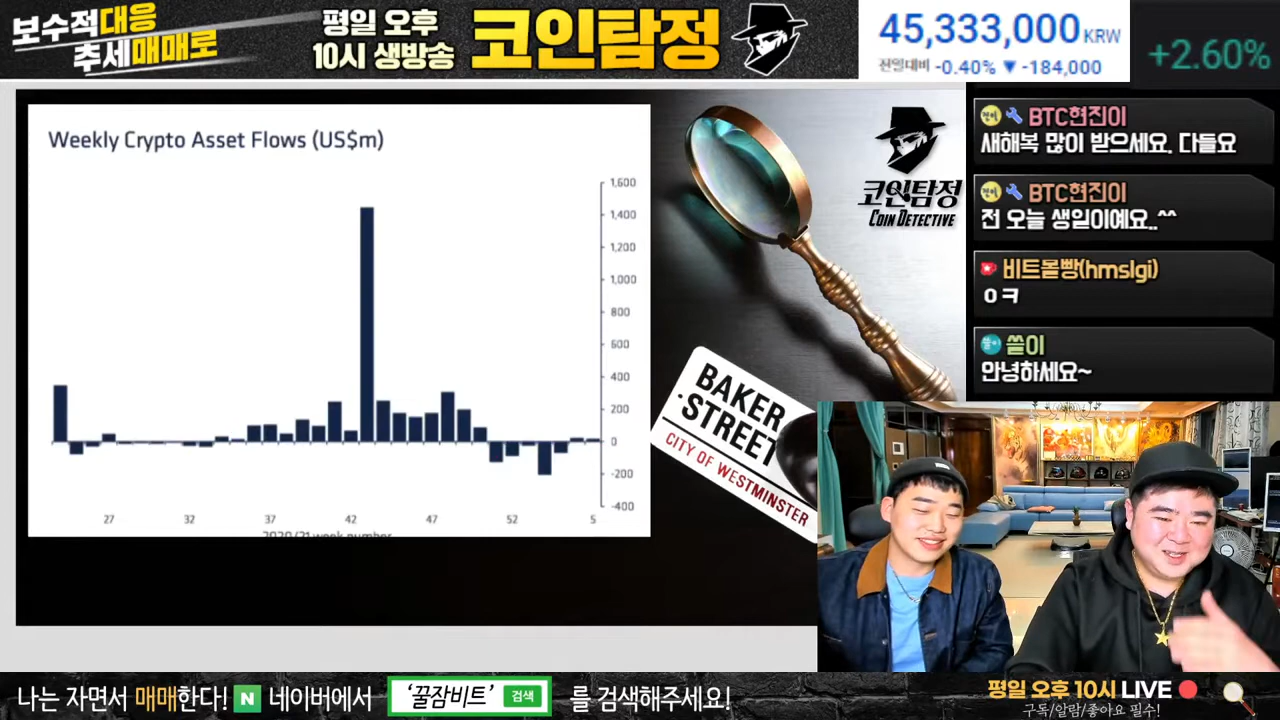 보수적대응
추세매매로
평일 오후
10시 생방송
코인탐정
45,333,000 KRW
전일대비 -0.40% ▼ -184,000
+2.60%
Weekly Crypto Asset Flows (US$m)
1,600
1,400
1,200
1,000
800
600
400
200
0
-200
-400
27 32 37 42 47 52 5
2020/21 week number
코인탐정
COIN DETECTIVE
BAKER
STREET
CITY OF WESTMINSTER
BTC현진이
새해복 많이 받으세요. 다들요
BTC현진이
전 오늘 생일이예요..^^
비트몰빵(hmslgi)
ㅇㅋ
쏠이
안녕하세요~
나는 자면서 매매한다! N 네이버에서 '꿀잠비트' 검색 를 검색해주세요!
평일 오후 10시 LIVE
구독/알람/좋아요 필수!